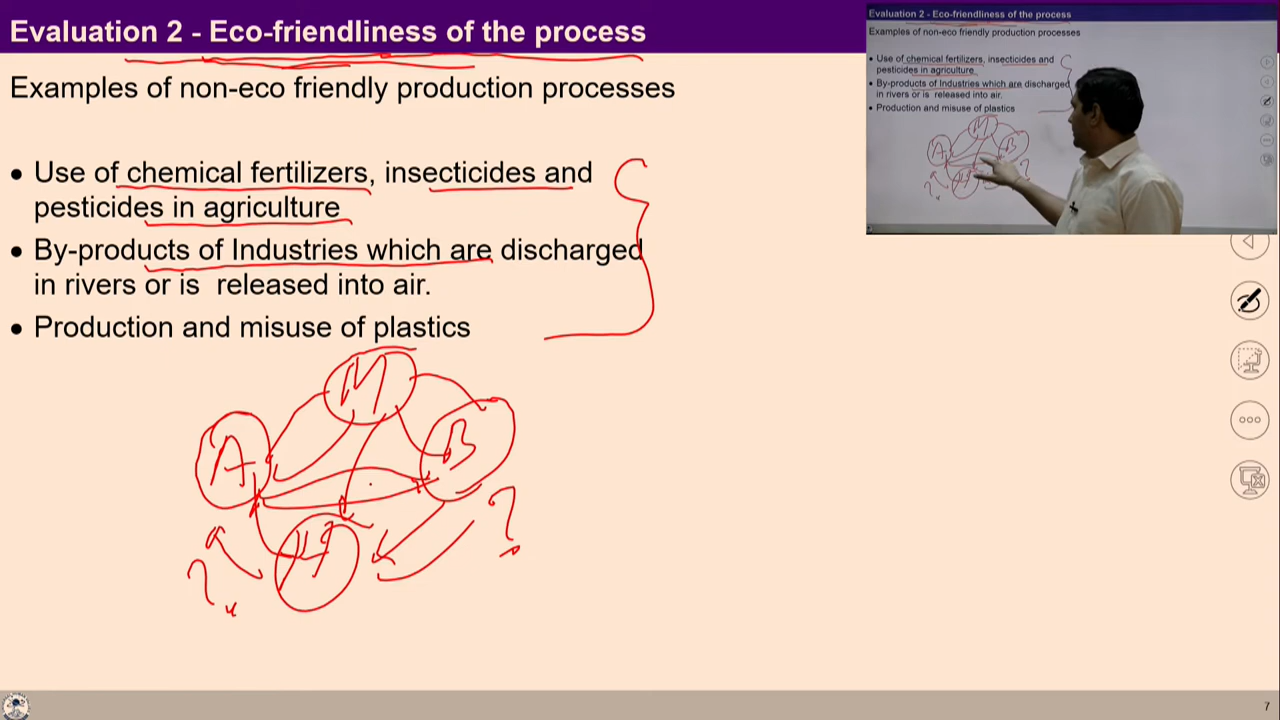 Evaluation 2 - Eco-friendliness of the process
Examples of non-eco friendly production processes
• Use of chemical fertilizers, insecticides and
pesticides in agriculture
• By-products of Industries which are discharged
in rivers or is released into air.
• Production and misuse of plastics
M
A
B
H
?
?
7
Evaluation 2 - Eco-friendliness of the process
Examples of non-eco friendly production processes
• Use of chemical fertilizers, insecticides and
pesticides in agriculture
• By-products of Industries which are discharged
in rivers or is released into air.
• Production and misuse of plastics
M
A
B
H
?
?